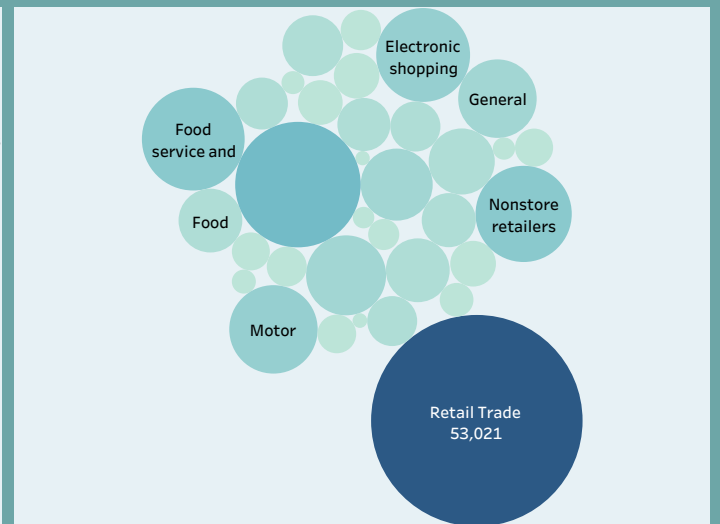 Electronic
shopping
General
Food
service and
Nonstore
retailers
Food
Motor
Retail Trade
53,021